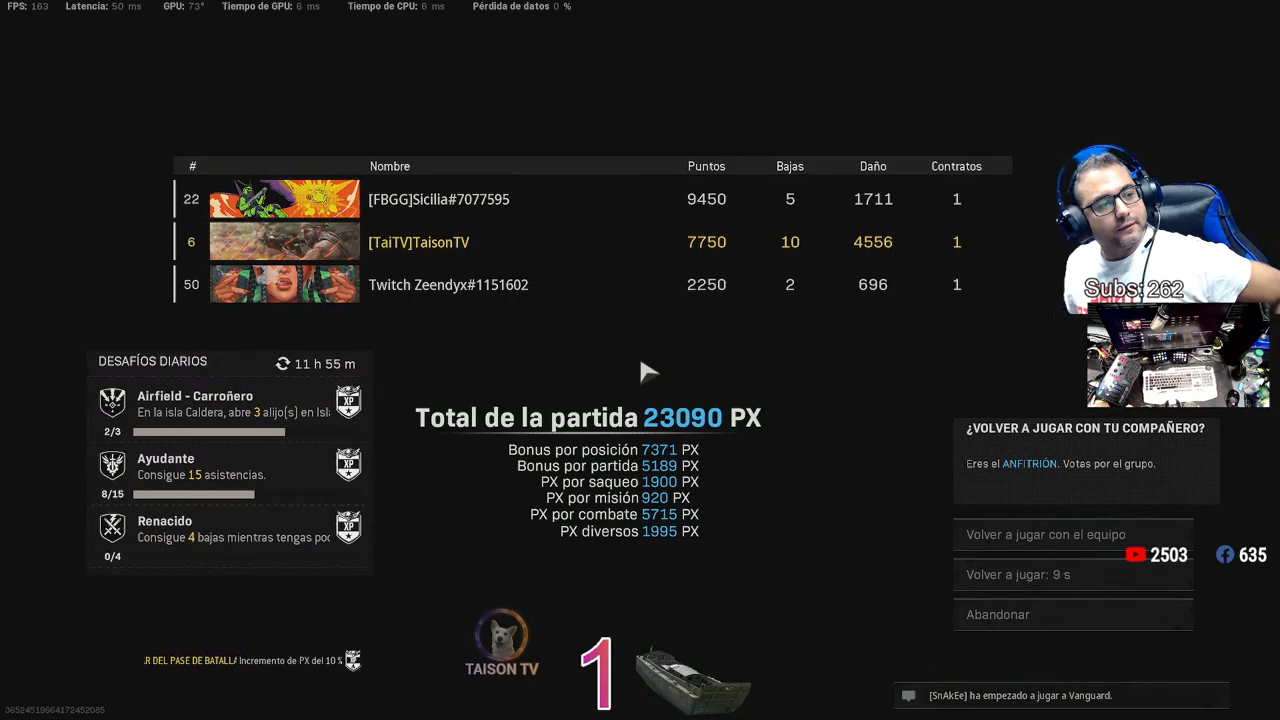 FPS: 163 Latencia: 50 ms GPU: 73° Tiempo de GPU: 6 ms Tiempo de CPU: 6 ms Pérdida de datos 0 %
# Nombre Puntos Bajas Daño Contratos
22 [FBGG]Sicilia#7077595 9450 5 1711 1
6 [TaiTV]TaisonTV 7750 10 4556 1
50 Twitch Zeendyx#1151602 2250 2 696 1
Subs: 262
DESAFÍOS DIARIOS 11 h 55 m
Airfield - Carroñero
En la isla Caldera, abre 3 alijo(s) en Isl
2/3
XP
Ayudante
Consigue 15 asistencias.
8/15
XP
Renacido
Consigue 4 bajas mientras tengas poc
0/4
XP
Total de la partida 23090 PX
Bonus por posición 7371 PX
Bonus por partida 5189 PX
PX por saqueo 1900 PX
PX por misión 920 PX
PX por combate 5715 PX
PX diversos 1995 PX
¿VOLVER A JUGAR CON TU COMPAÑERO?
Eres el ANFITRIÓN. Votas por el grupo.
Volver a jugar con el equipo
2503 635
Volver a jugar: 9 s
Abandonar
R DEL PASE DE BATALLA Incremento de PX del 10 %
TAISON TV
1
[SnAkEe] ha empezado a jugar a Vanguard.
36524519664172452085